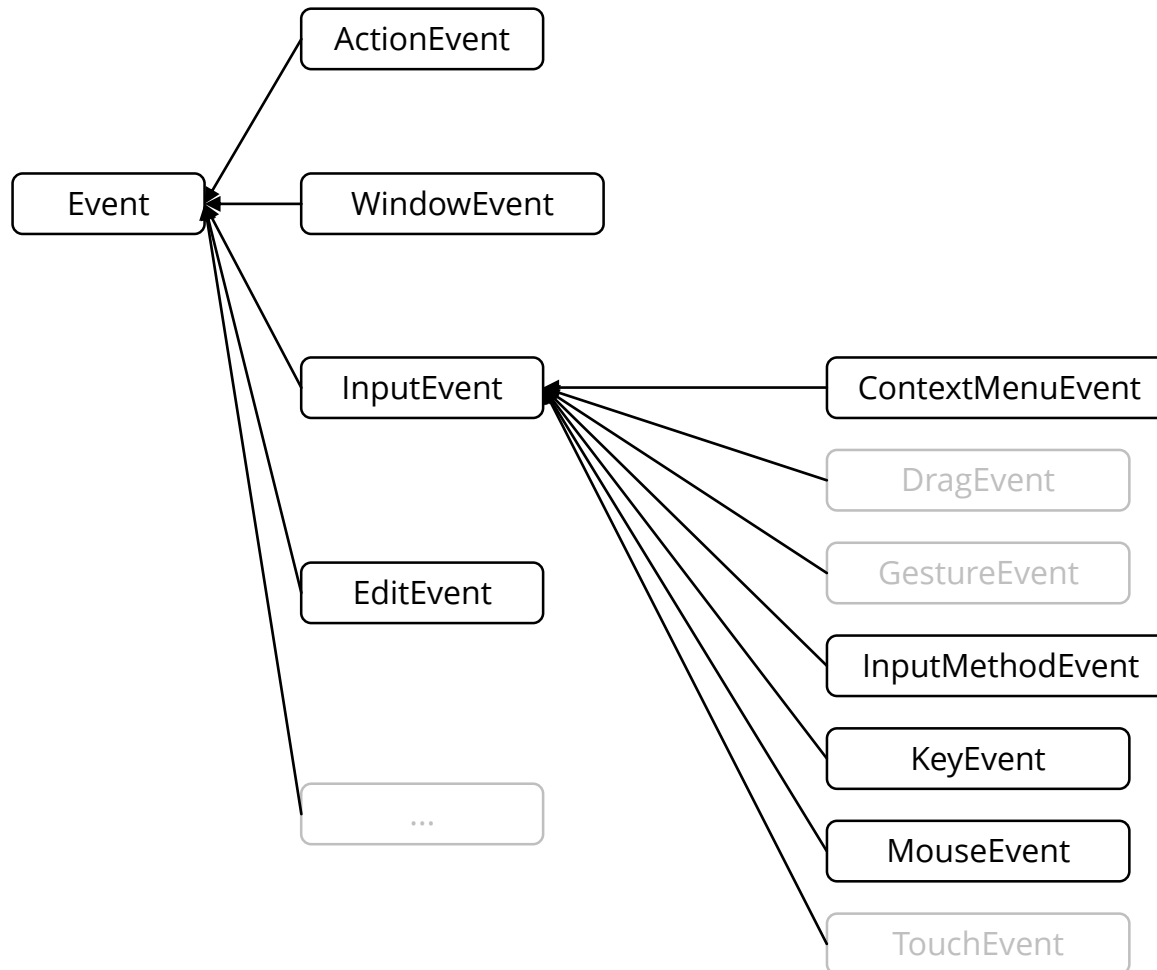 ActionEvent
Event
WindowEvent
InputEvent
ContextMenuEvent
DragEvent
GestureEvent
EditEvent
InputMethodEvent
KeyEvent
...
MouseEvent
TouchEvent